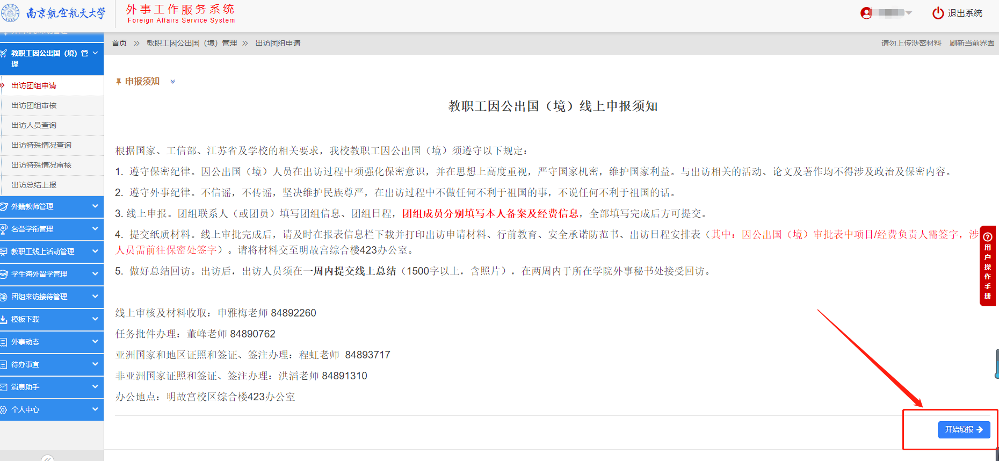 南京航空航天大学
外事工作服务系统
Foreign Affairs Service System
退出系统
首页 » 教职工因公出国（境）管理 » 出访团组申请
请勿上传涉密材料 刷新当前界面
教职工因公出国（境）管理
出访团组申请
出访团组审核
出访人员查询
出访特殊情况查询
出访特殊情况审核
出访总结上报
外籍教师管理
名誉学衔管理
教职工线上活动管理
学生海外留学管理
团组来访接待管理
模板下载
外事动态
待办事宜
消息助手
个人中心
申报须知
教职工因公出国（境）线上申报须知
根据国家、工信部、江苏省及学校的相关要求，我校教职工因公出国（境）须遵守以下规定：
1. 遵守保密纪律。因公出国（境）人员在出访过程中须强化保密意识，并在思想上高度重视，严守国家机密，维护国家利益。与出访相关的活动、论文及著作均不得涉及政治及保密内容。
2. 遵守外事纪律。不信谣，不传谣，坚决维护民族尊严，在出访过程中不做任何不利于祖国的事，不说任何不利于祖国的话。
3. 线上申报。团组联系人（或团员）填写团组信息、团组日程，团组成员分别填写本人备案及经费信息，全部填写完成后方可提交。
4. 提交纸质材料。线上审批完成后，请及时在报表信息栏下载并打印出访申请材料、行前教育、安全承诺防范书、出访日程安排表（其中：因公出国（境）审批表中项目/经费负责人需签字，涉
人员需前往保密处签字）。请将材料交至明故宫综合楼423办公室。
5. 做好总结回访。出访后，出访人员须在一周内提交线上总结（1500字以上，含照片），在两周内于所在学院外事秘书处接受回访。
线上审核及材料收取：申雅梅老师 84892260
任务批件办理：董峰老师 84890762
亚洲国家和地区证照和签证、签注办理：程虹老师 84893717
非亚洲国家证照和签证、签注办理：洪滔老师 84891310
办公地点：明故宫校区综合楼423办公室
开始填报
用户操作手册